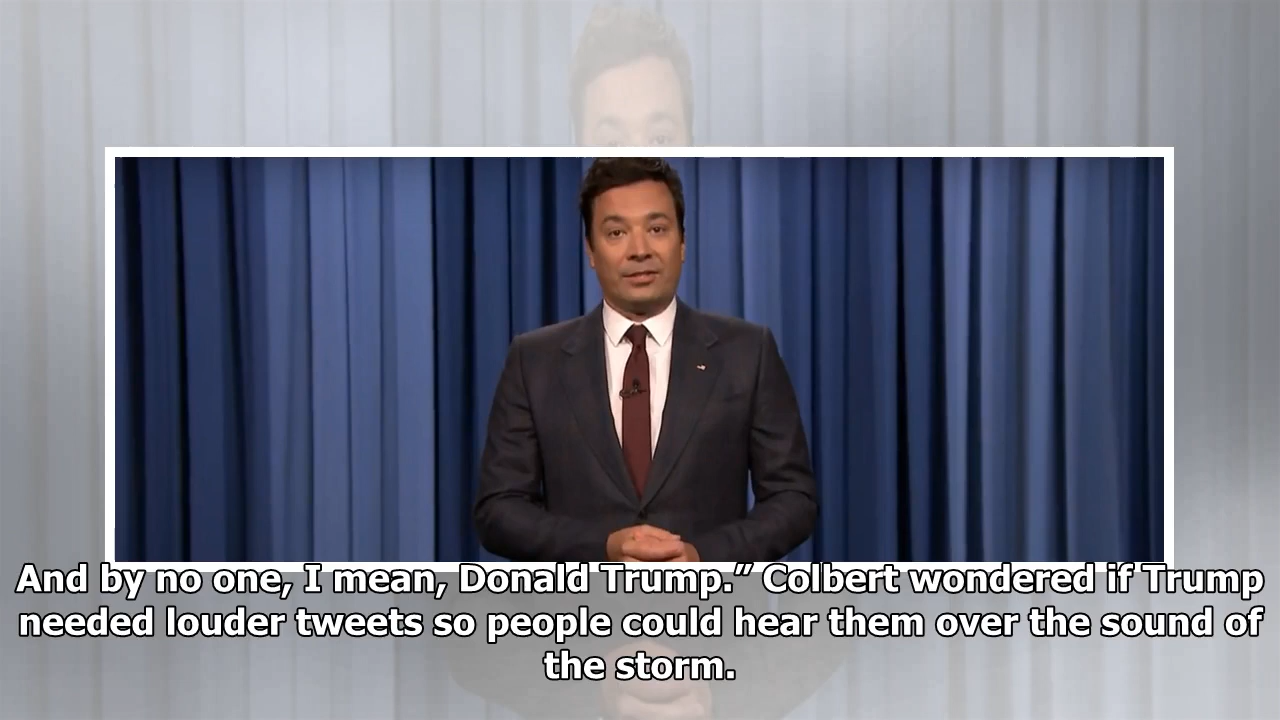 And by no one, I mean, Donald Trump.” Colbert wondered if Trump
needed louder tweets so people could hear them over the sound of
the storm.